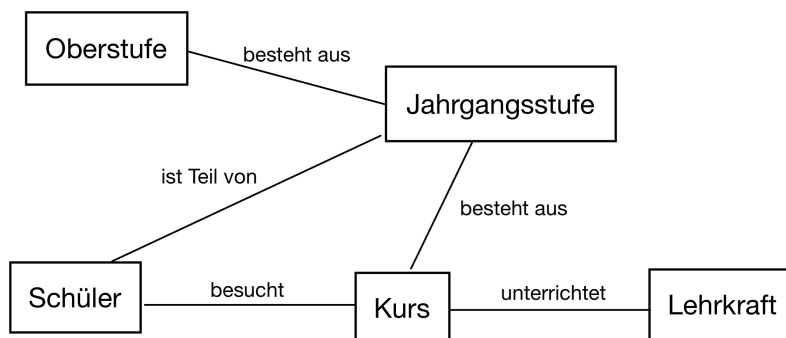 Oberstufe
besteht aus
Jahrgangsstufe
ist Teil von
besteht aus
Schüler
besucht
Kurs
unterrichtet
Lehrkraft